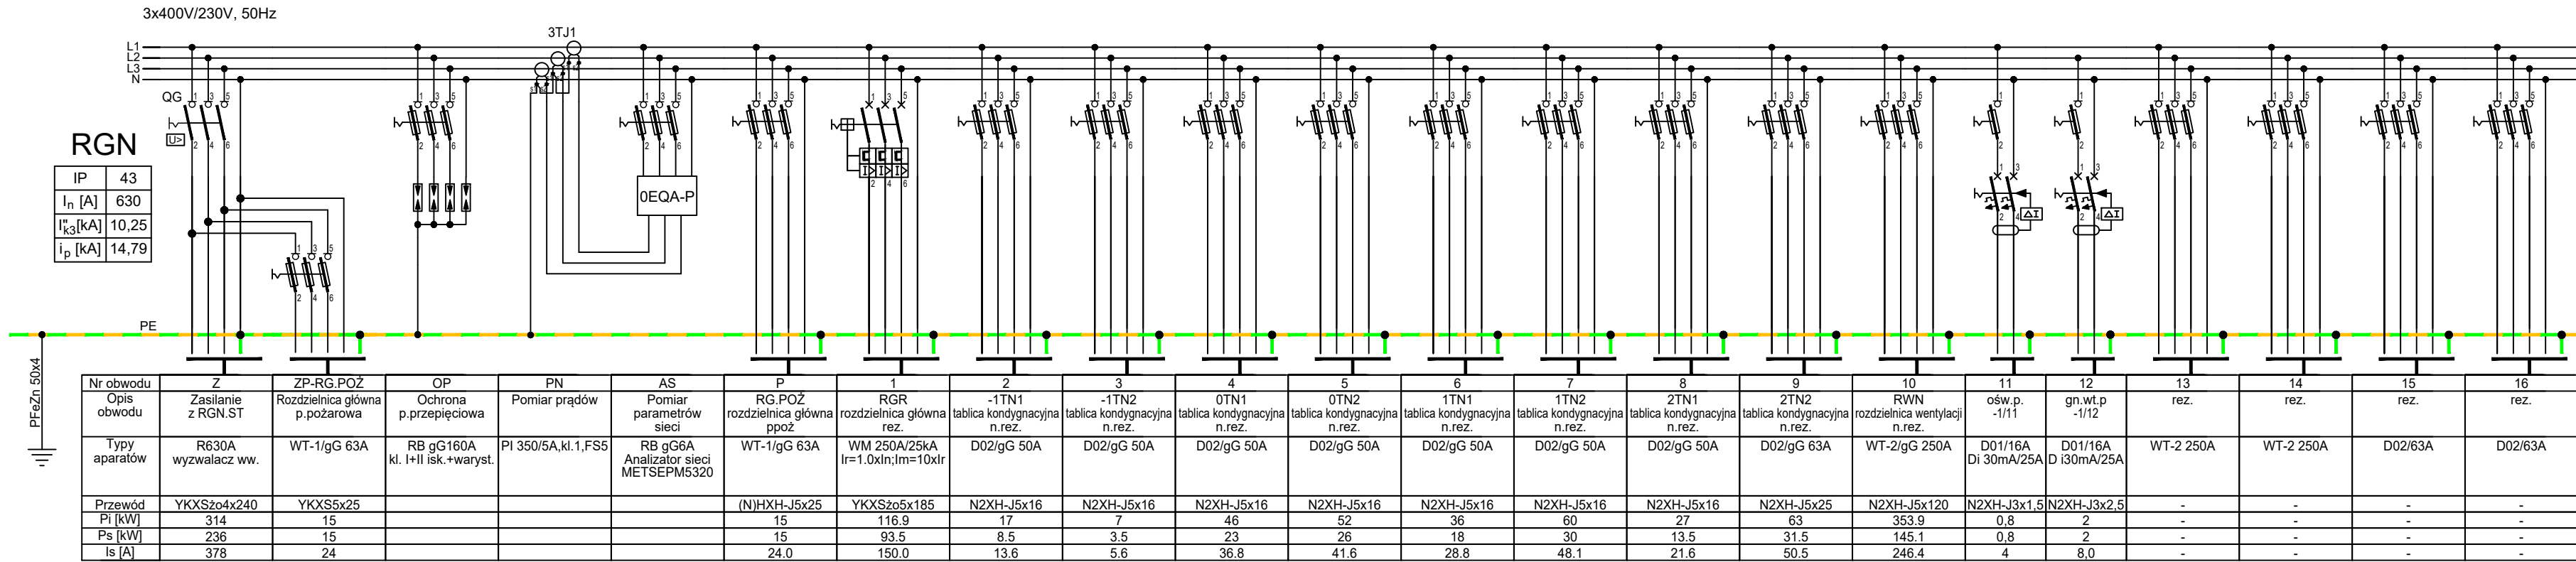 3x400V/230V, 50Hz
3TJ1
L1
L2
L3
N
QG
U>
RGN
IP 43
In [A] 630
I"k3[kA] 10,25
ip [kA] 14,79
0EQA-P
PE
PFeZn 50x4
Nr obwodu Z ZP-RG.POŻ OP PN AS P 1 2 3 4 5 6 7 8 9 10 11 12 13 14 15 16
Opis Zasilanie Rozdzielnica główna Ochrona Pomiar prądów Pomiar RG.POŻ RGR -1TN1 -1TN2 0TN1 0TN2 1TN1 1TN2 2TN1 2TN2 RWN ośw.p. gn.wt.p rez. rez. rez. rez.
obwodu z RGN.ST p.pożarowa p.przepięciowa parametrów rozdzielnica główna rozdzielnica główna tablica kondygnacyjna tablica kondygnacyjna tablica kondygnacyjna tablica kondygnacyjna tablica kondygnacyjna tablica kondygnacyjna tablica kondygnacyjna tablica kondygnacyjna rozdzielnica wentylacji -1/11 -1/12
sieci ppoż rez. n.rez. n.rez. n.rez. n.rez. n.rez. n.rez. n.rez. n.rez. n.rez.
Typy R630A WT-1/gG 63A RB gG160A PI 350/5A,kl.1,FS5 RB gG6A WT-1/gG 63A WM 250A/25kA D02/gG 50A D02/gG 50A D02/gG 50A D02/gG 50A D02/gG 50A D02/gG 50A D02/gG 50A D02/gG 63A WT-2/gG 250A D01/16A D01/16A WT-2 250A WT-2 250A D02/63A D02/63A
aparatów wyzwalacz ww. kl. I+II isk.+waryst. Analizator sieci Ir=1.0xIn;Im=10xIr Di 30mA/25A D i30mA/25A
METSEPM5320
Przewód YKXSżo4x240 YKXS5x25 (N)HXH-J5x25 YKXSżo5x185 N2XH-J5x16 N2XH-J5x16 N2XH-J5x16 N2XH-J5x16 N2XH-J5x16 N2XH-J5x16 N2XH-J5x16 N2XH-J5x25 N2XH-J5x120 N2XH-J3x1,5 N2XH-J3x2,5 - - - -
Pi [kW] 314 15 15 116.9 17 7 46 52 36 60 27 63 353.9 0,8 2 - - - -
Ps [kW] 236 15 15 93.5 8.5 3.5 23 26 18 30 13.5 31.5 145.1 0,8 2 - - - -
Is [A] 378 24 24.0 150.0 13.6 5.6 36.8 41.6 28.8 48.1 21.6 50.5 246.4 4 8,0 - - - -